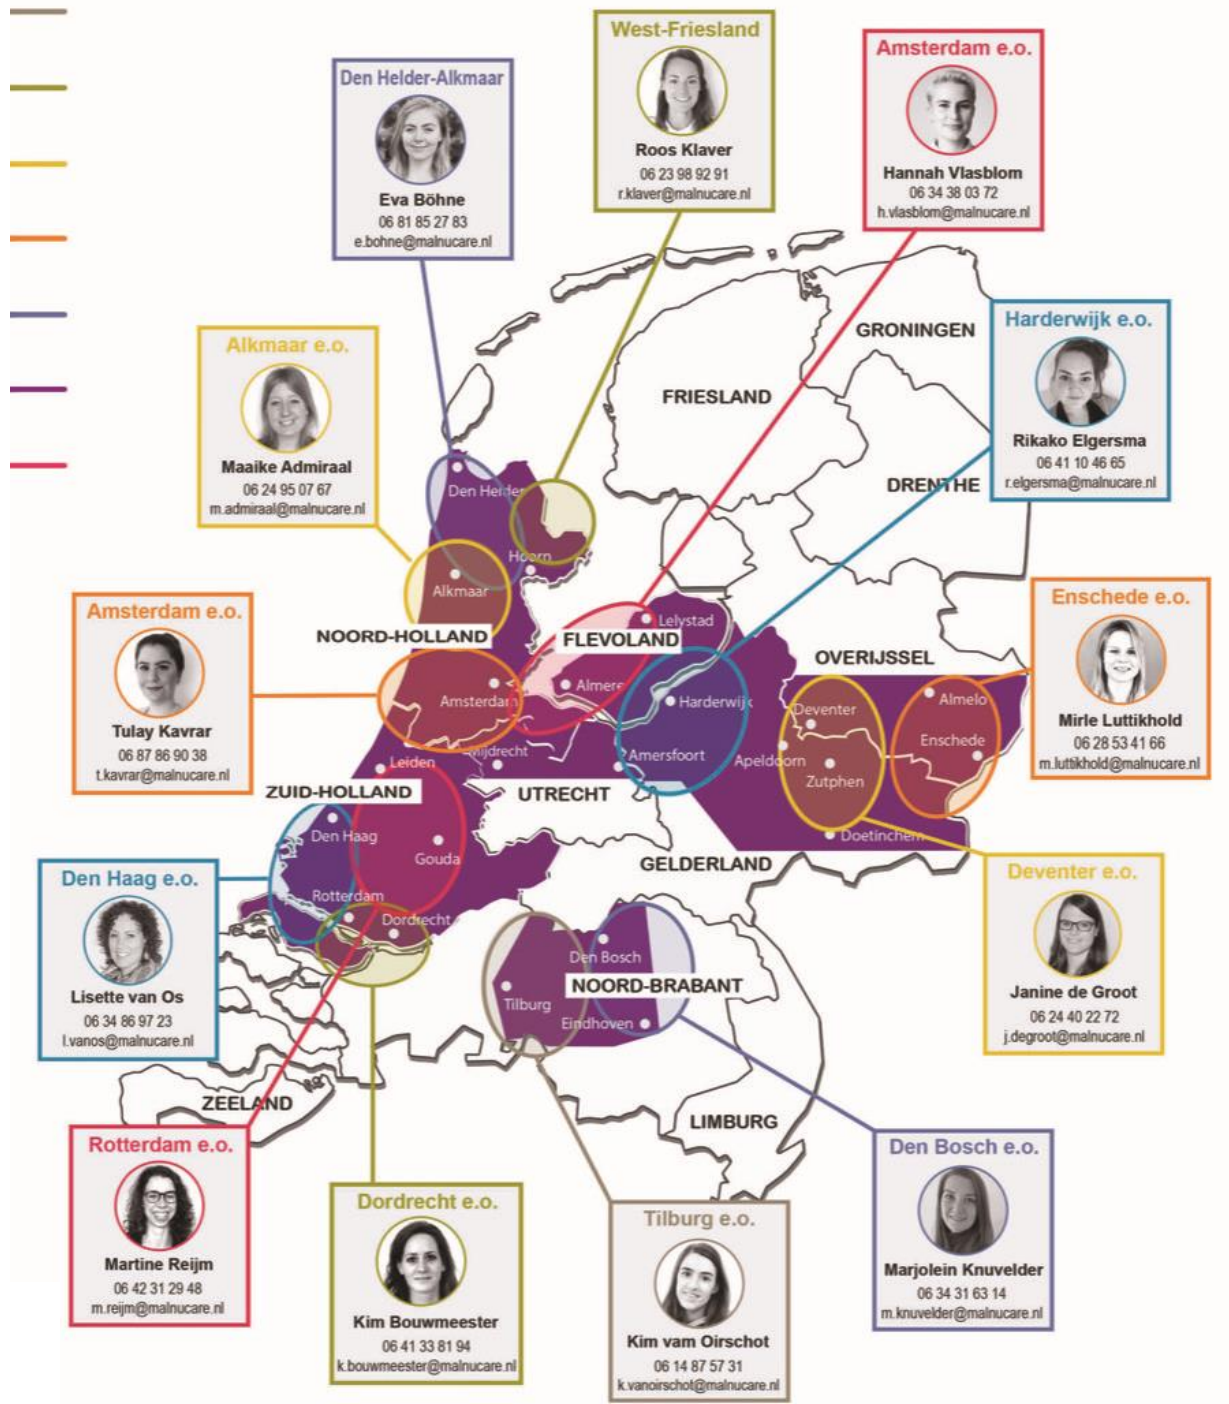 West-Friesland
Roos Klaver
06 23 98 92 91
r.klaver@malnucare.nl
Amsterdam e.o.
Hannah Vlasblom
06 34 38 03 72
h.vlasblom@malnucare.nl
Den Helder-Alkmaar
Eva Böhne
06 81 85 27 83
e.bohne@malnucare.nl
Harderwijk e.o.
Rikako Elgersma
06 41 10 46 65
r.elgersma@malnucare.nl
Alkmaar e.o.
Maaike Admiraal
06 24 95 07 67
m.admiraal@malnucare.nl
GRONINGEN
FRIESLAND
DRENTHE
Den Helder
Hoorn
Alkmaar
Amsterdam e.o.
Tulay Kavrar
06 87 86 90 38
t.kavrar@malnucare.nl
Enschede e.o.
Mirle Luttikhold
06 28 53 41 66
m.luttikhold@malnucare.nl
NOORD-HOLLAND
FLEVOLAND
Lelystad
OVERIJSSEL
Amsterdam
Almere
Harderwijk
Deventer
Almelo
Leiden
Mijdrecht
Amersfoort
Apeldoorn
Enschede
Zutphen
ZUID-HOLLAND
UTRECHT
Den Haag
Gouda
Doetinchem
GELDERLAND
Den Haag e.o.
Lisette van Os
06 34 86 97 23
l.vanos@malnucare.nl
Rotterdam
Dordrecht
Deventer e.o.
Janine de Groot
06 24 40 22 72
j.degroot@malnucare.nl
Den Bosch
NOORD-BRABANT
Tilburg
Eindhoven
ZEELAND
LIMBURG
Rotterdam e.o.
Martine Reijm
06 42 31 29 48
m.reijm@malnucare.nl
Dordrecht e.o.
Kim Bouwmeester
06 41 33 81 94
k.bouwmeester@malnucare.nl
Tilburg e.o.
Kim vam Oirschot
06 14 87 57 31
k.vanoirschot@malnucare.nl
Den Bosch e.o.
Marjolein Knuvelder
06 34 31 63 14
m.knuvelder@malnucare.nl